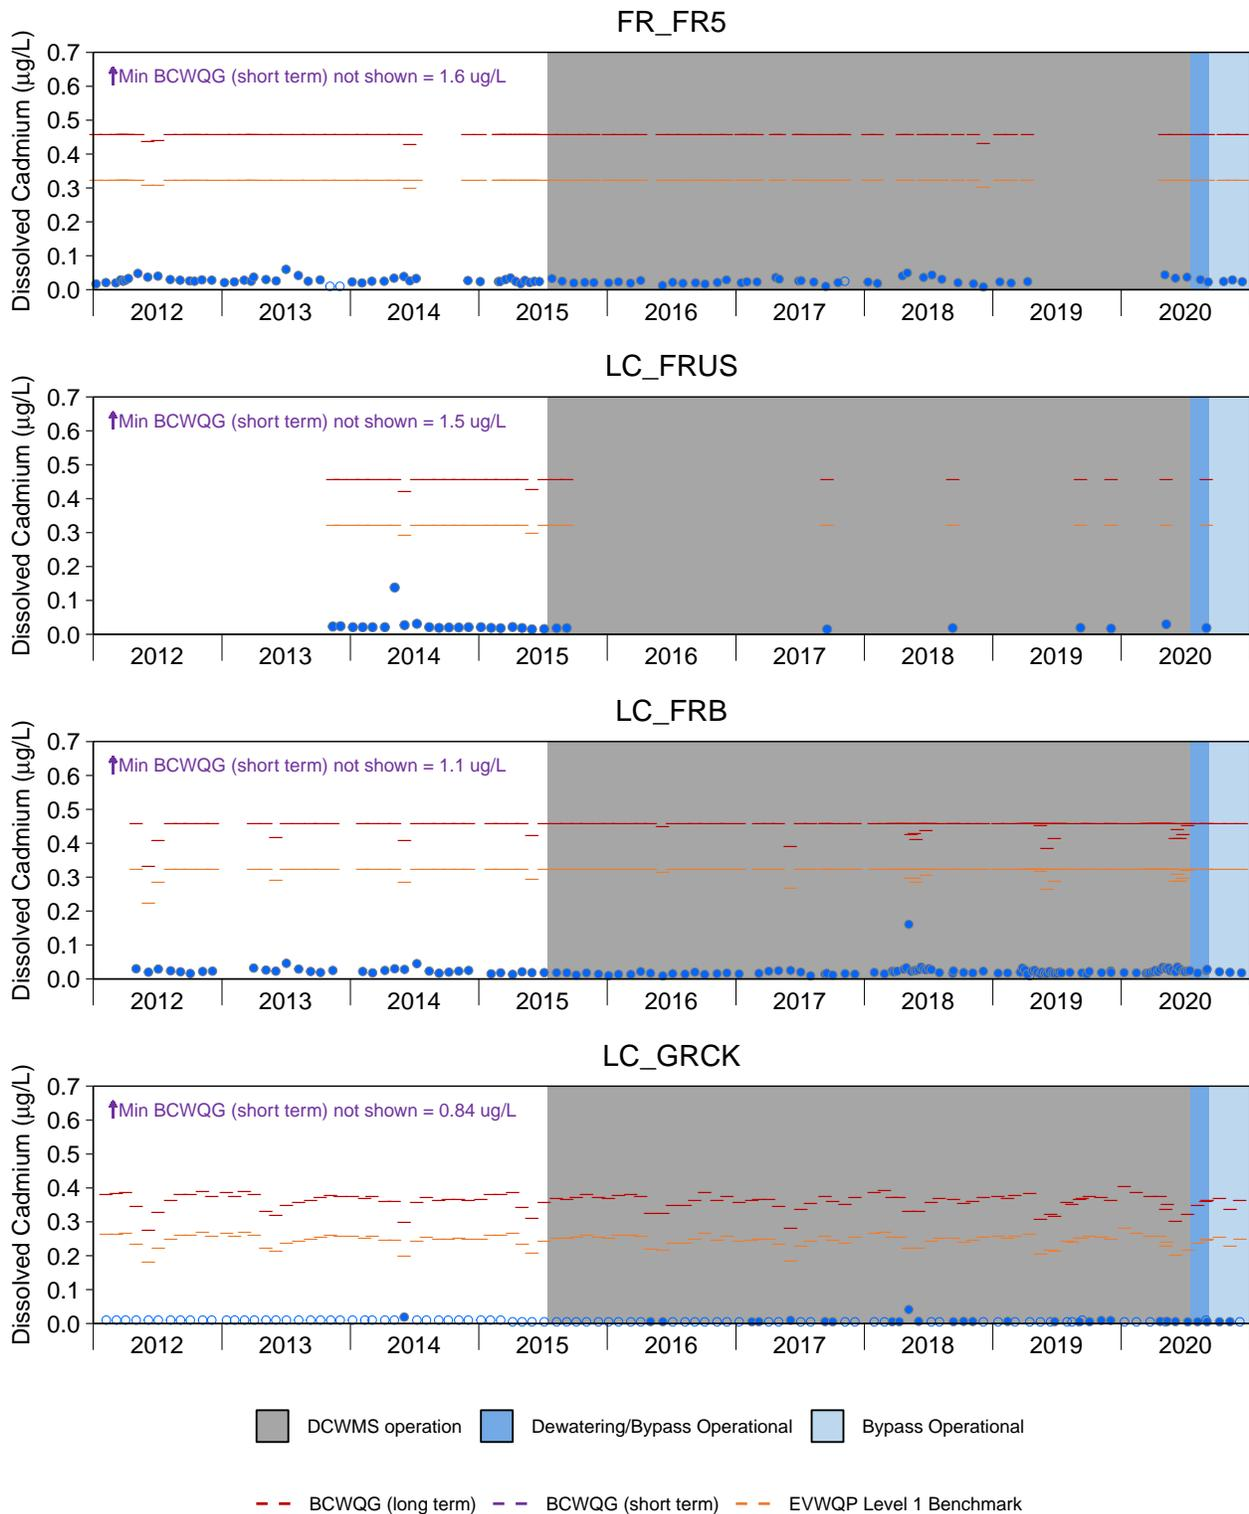 FR_FR5
Dissolved Cadmium (µg/L)
0.7
0.6
0.5
0.4
0.3
0.2
0.1
0.0
Min BCWQG (short term) not shown = 1.6 ug/L
2012 2013 2014 2015 2016 2017 2018 2019 2020
LC_FRUS
Dissolved Cadmium (µg/L)
0.7
0.6
0.5
0.4
0.3
0.2
0.1
0.0
Min BCWQG (short term) not shown = 1.5 ug/L
2012 2013 2014 2015 2016 2017 2018 2019 2020
LC_FRB
Dissolved Cadmium (µg/L)
0.7
0.6
0.5
0.4
0.3
0.2
0.1
0.0
Min BCWQG (short term) not shown = 1.1 ug/L
2012 2013 2014 2015 2016 2017 2018 2019 2020
LC_GRCK
Dissolved Cadmium (µg/L)
0.7
0.6
0.5
0.4
0.3
0.2
0.1
0.0
Min BCWQG (short term) not shown = 0.84 ug/L
2012 2013 2014 2015 2016 2017 2018 2019 2020
DCWMS operation Dewatering/Bypass Operational Bypass Operational
BCWQG (long term) BCWQG (short term) EVWQP Level 1 Benchmark